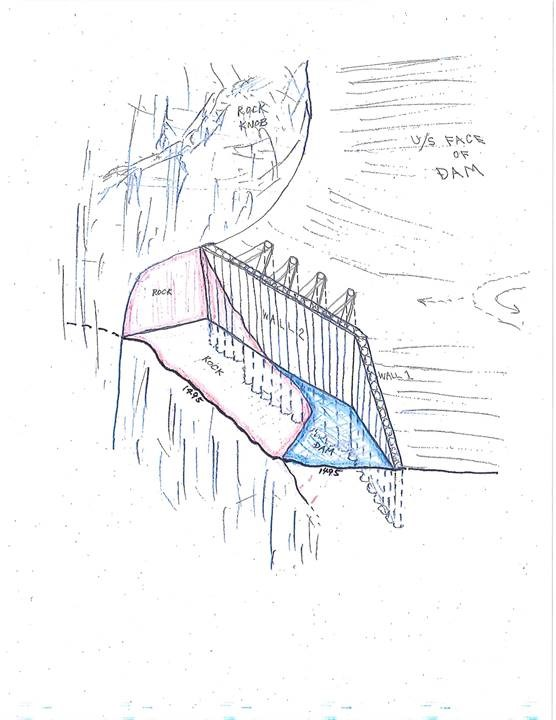 ROCK
KNOB
U/S FACE
OF
DAM
ROCK
WALL 2
ROCK
WALL 1
1495
DAM
1495